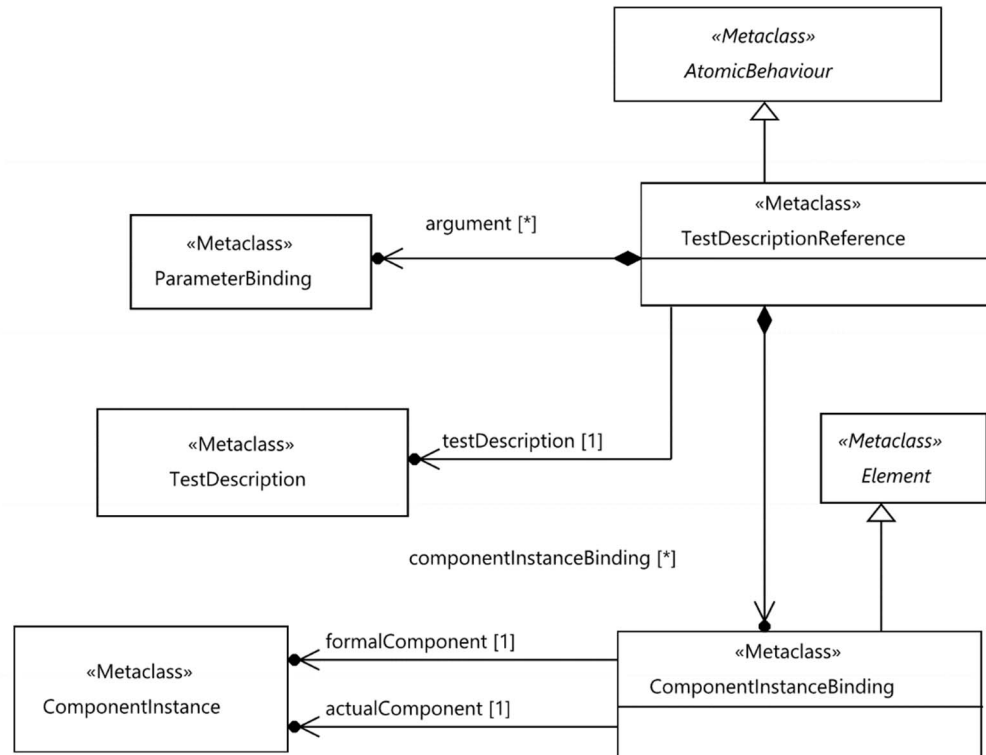 «Metaclass»
AtomicBehaviour
«Metaclass»
TestDescriptionReference
argument [*]
«Metaclass»
ParameterBinding
«Metaclass»
TestDescription
testDescription [1]
«Metaclass»
Element
componentInstanceBinding [*]
«Metaclass»
ComponentInstance
formalComponent [1]
actualComponent [1]
«Metaclass»
ComponentInstanceBinding